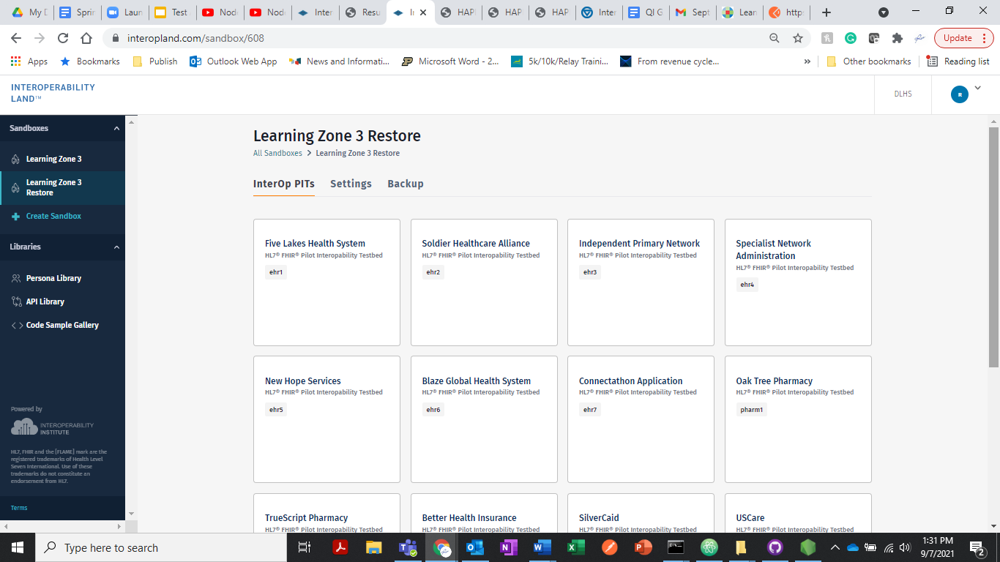 My D
Sprin
Laun
Test
Nod
Nod
Inter
Resu
I
HAPI
HAP
HAP
Inter
QI G
Sept
Lean
http
interopland.com/sandbox/608
Update
Apps
Bookmarks
Publish
Outlook Web App
News and Informati...
Microsoft Word - 2...
5k/10k/Relay Traini...
From revenue cycle...
»
Other bookmarks
Reading list
INTEROPERABILITY
LAND™
DLHS
R
Sandboxes
Learning Zone 3
Learning Zone 3
Restore
Create Sandbox
Libraries
Persona Library
API Library
Code Sample Gallery
Powered by
INTEROPERABILITY
INSTITUTE
HL7, FHIR and the [FLAME] mark are the
registered trademarks of Health Level
Seven International. Use of these
trademarks do not constitute an
endorsement from HL7.
Terms
Learning Zone 3 Restore
All Sandboxes > Learning Zone 3 Restore
InterOp PITs Settings Backup
Five Lakes Health System
HL7® FHIR® Pilot Interopability Testbed
ehr1
Soldier Healthcare Alliance
HL7® FHIR® Pilot Interopability Testbed
ehr2
Independent Primary Network
HL7® FHIR® Pilot Interopability Testbed
ehr3
Specialist Network
Administration
HL7® FHIR® Pilot Interopability Testbed
ehr4
New Hope Services
HL7® FHIR® Pilot Interopability Testbed
ehr5
Blaze Global Health System
HL7® FHIR® Pilot Interopability Testbed
ehr6
Connectathon Application
HL7® FHIR® Pilot Interopability Testbed
ehr7
Oak Tree Pharmacy
HL7® FHIR® Pilot Interopability Testbed
pharm1
TrueScript Pharmacy
HL7® FHIR® Pilot Interopability Testbed
Better Health Insurance
HL7® FHIR® Pilot Interopability Testbed
SilverCaid
HL7® FHIR® Pilot Interopability Testbed
USCare
HL7® FHIR® Pilot Interopability Testbed
Type here to search
1:31 PM
9/7/2021
2